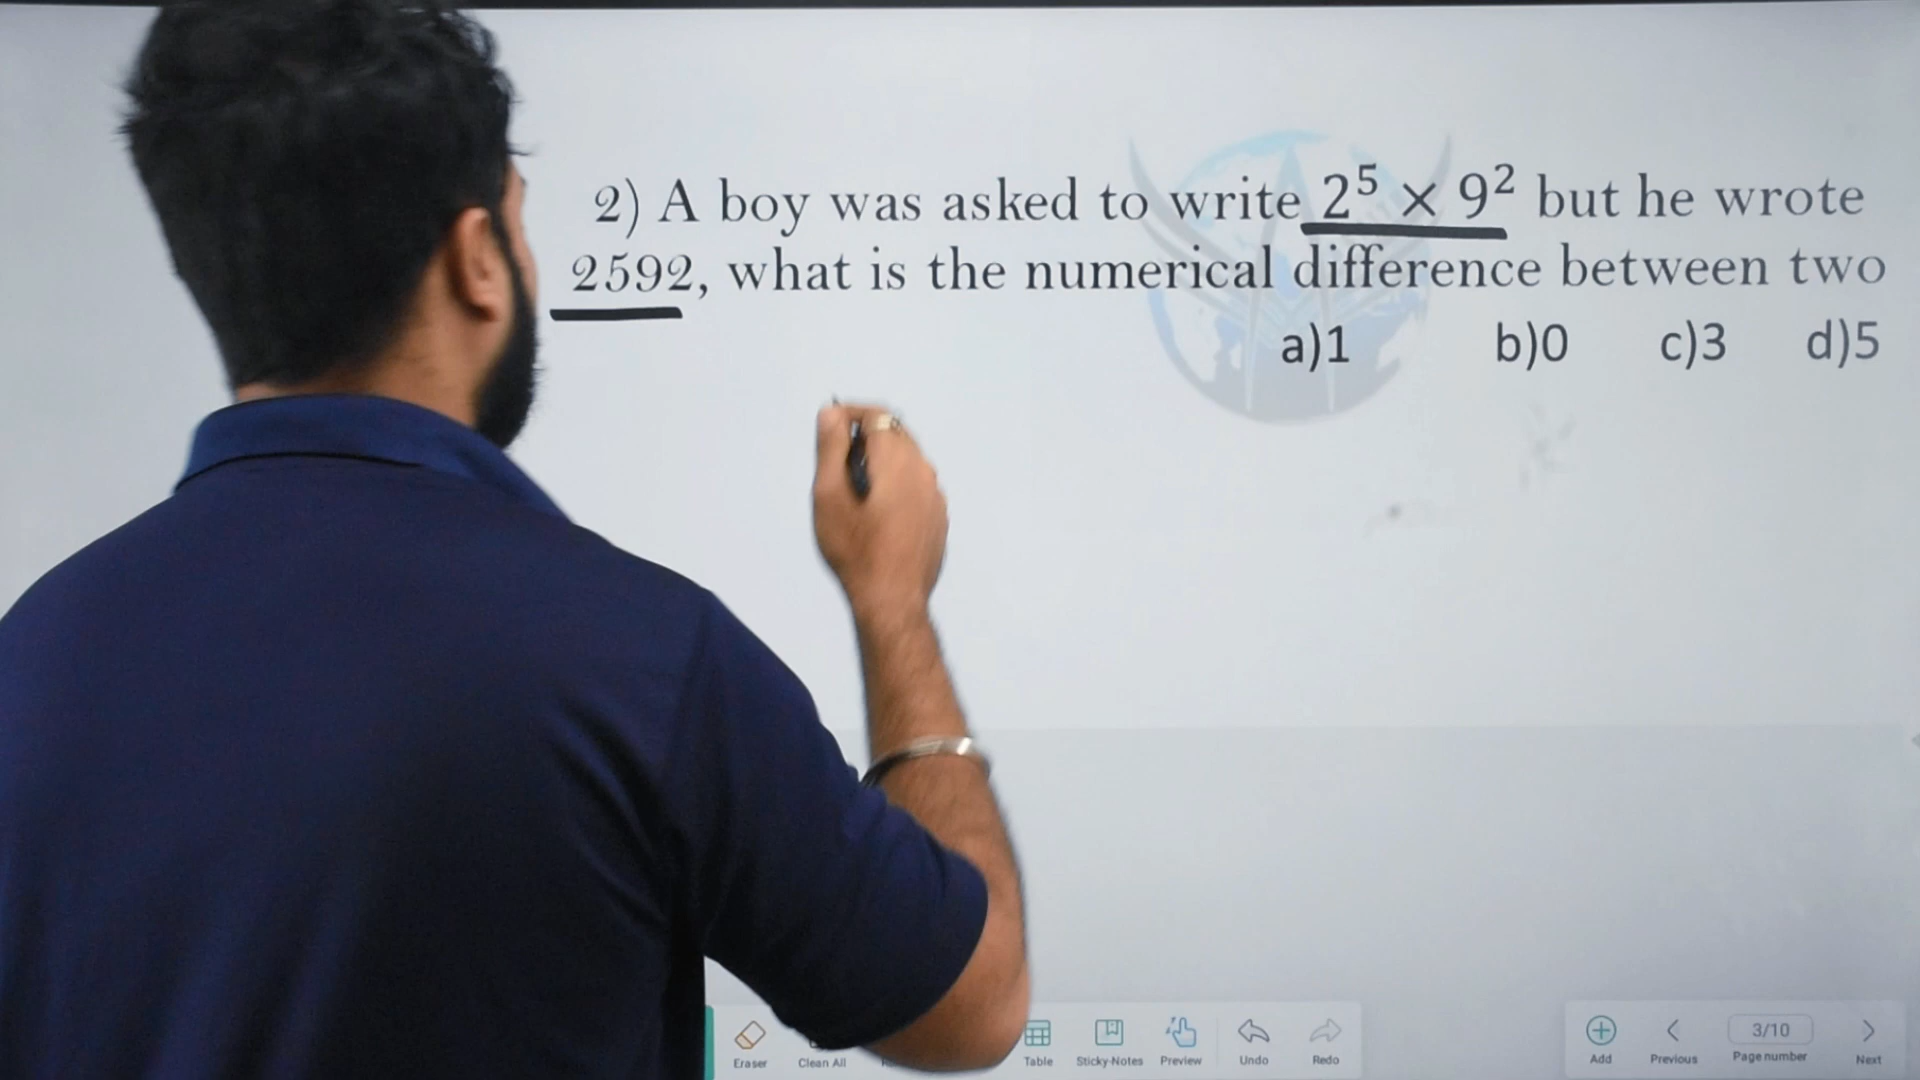 2) A boy was asked to write 2⁵ × 9² but he wrote
2592, what is the numerical difference between two
a)1 b)0 c)3 d)5
Eraser Clean All Table Sticky-Notes Preview Undo Redo Add Previous 3/10 Page number Next